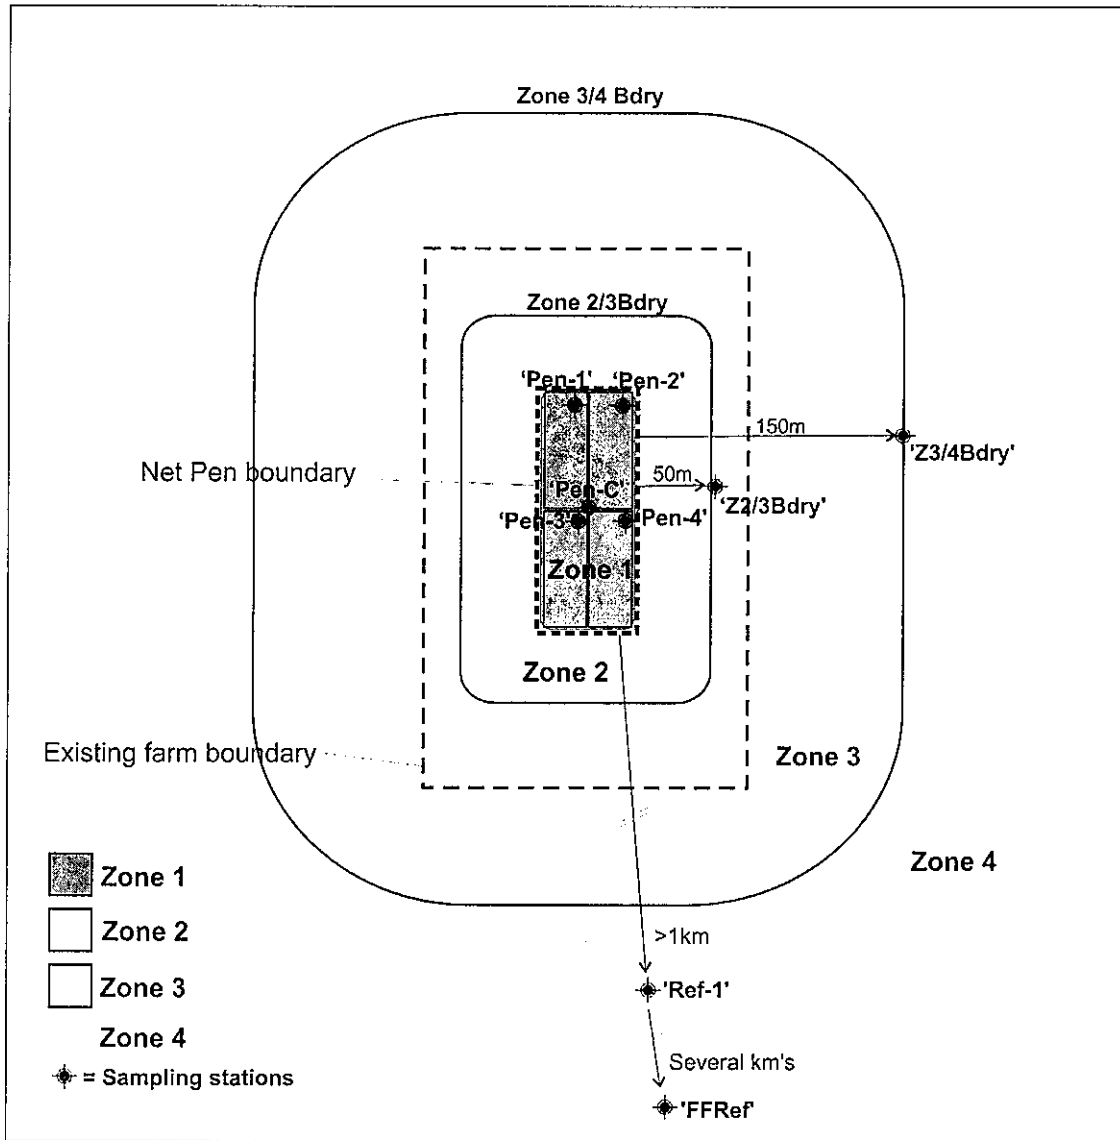 Zone 3/4 Bdry
Zone 2/3Bdry
'Pen-1' 'Pen-2'
150m
'Z3/4Bdry'
Net Pen boundary
50m
'Pen-C'
'Z2/3Bdry'
'Pen-3' Pen-4'
Zone 1
Zone 2
Existing farm boundary
Zone 3
Zone 4
Zone 1
Zone 2
Zone 3
Zone 4
= Sampling stations
>1km
'Ref-1'
Several km's
'FFRef'